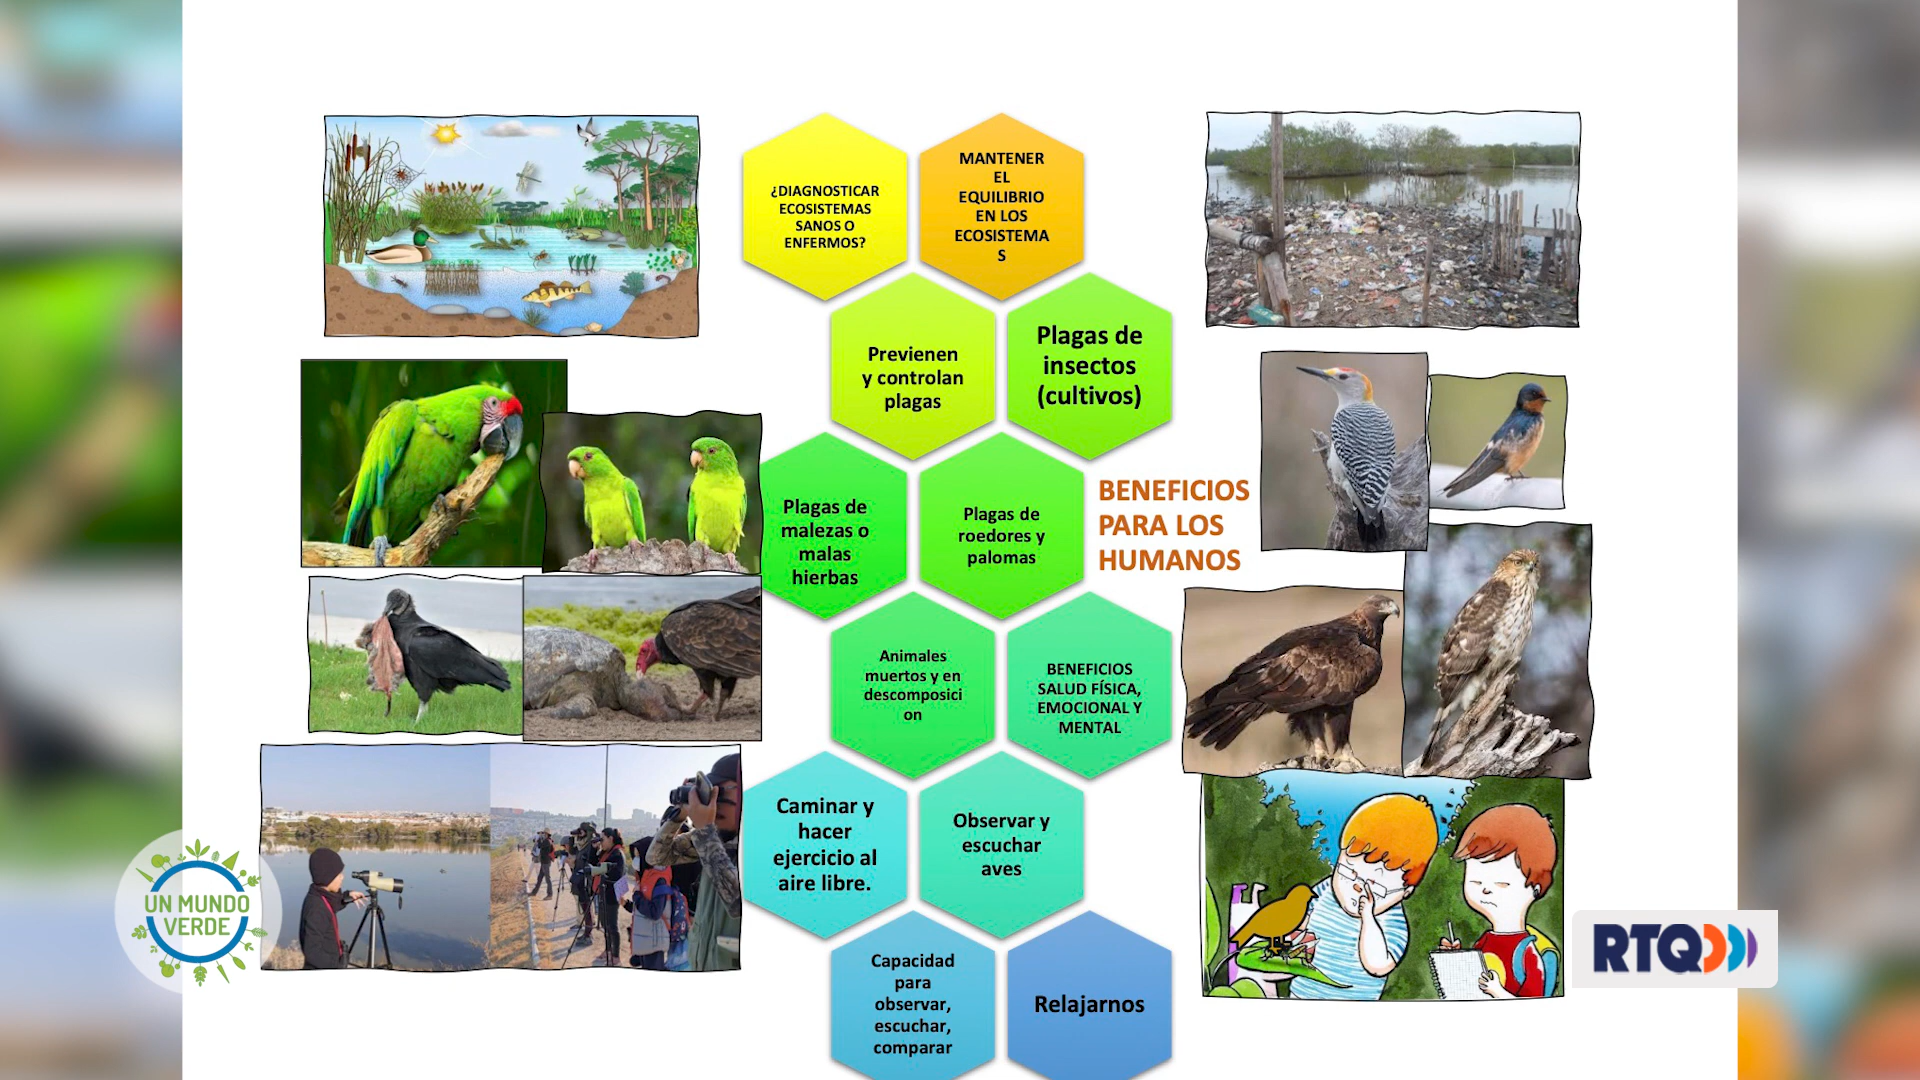 ¿DIAGNOSTICAR
ECOSISTEMAS
SANOS O
ENFERMOS?
MANTENER
EL
EQUILIBRIO
EN LOS
ECOSISTEMA
S
Previenen
y controlan
plagas
Plagas de
insectos
(cultivos)
Plagas de
malezas o
malas
hierbas
Plagas de
roedores y
palomas
BENEFICIOS
PARA LOS
HUMANOS
Animales
muertos y en
descomposici
on
BENEFICIOS
SALUD FÍSICA,
EMOCIONAL Y
MENTAL
Caminar y
hacer
ejercicio al
aire libre.
Observar y
escuchar
aves
Capacidad
para
observar,
escuchar,
comparar
Relajarnos
UN MUNDO
VERDE
RTQ